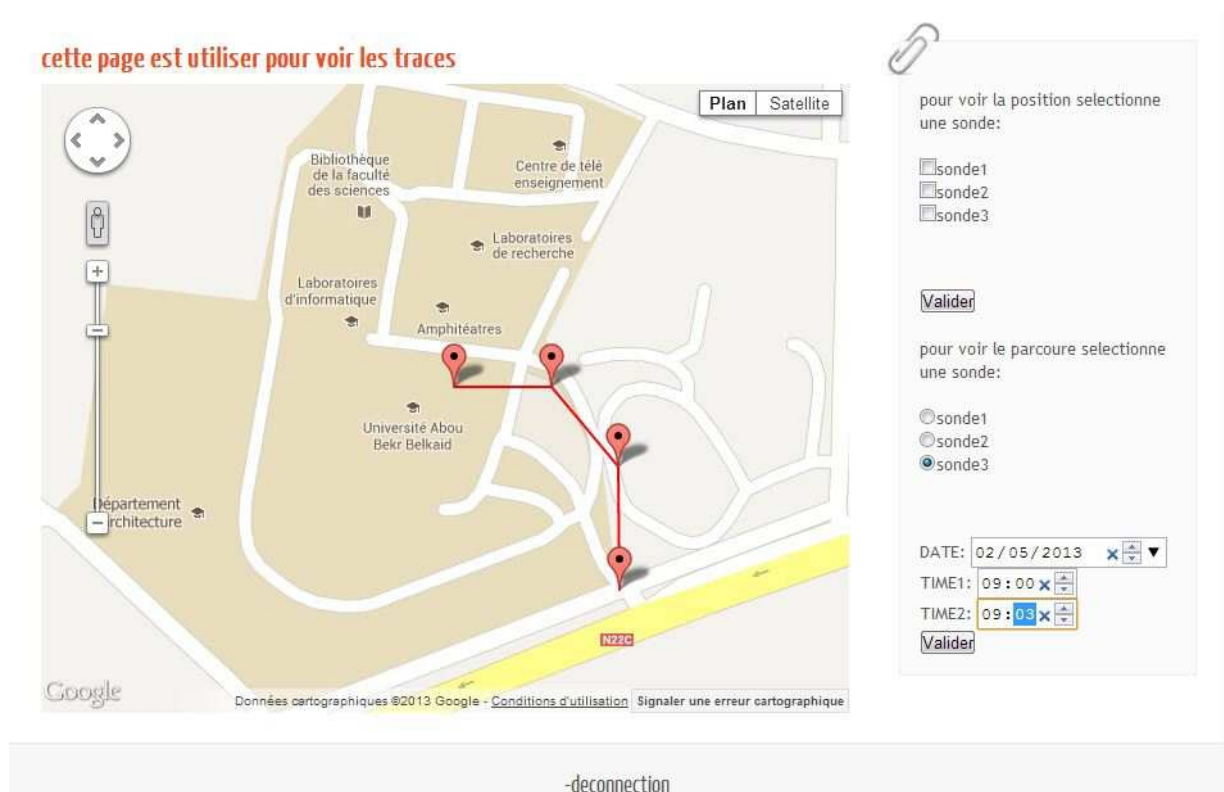 cette page est utiliser pour voir les traces
Plan
Satellite
Bibliothèque
de la faculté
des sciences
Centre de télé
enseignement
Laboratoires
de recherche
Laboratoires
d'informatique
Amphitéatres
Université Abou
Bekr Belkaid
Département
rchitecture
N22C
Google
Données cartographiques ©2013 Google - Conditions d'utilisation
Signaler une erreur cartographique
pour voir la position selectionne
une sonde:
sonde1
sonde2
sonde3
Valider
pour voir le parcoure selectionne
une sonde:
sonde1
sonde2
sonde3
DATE: 02/05/2013
TIME1: 09:00
TIME2: 09:03
Valider
-deconnection